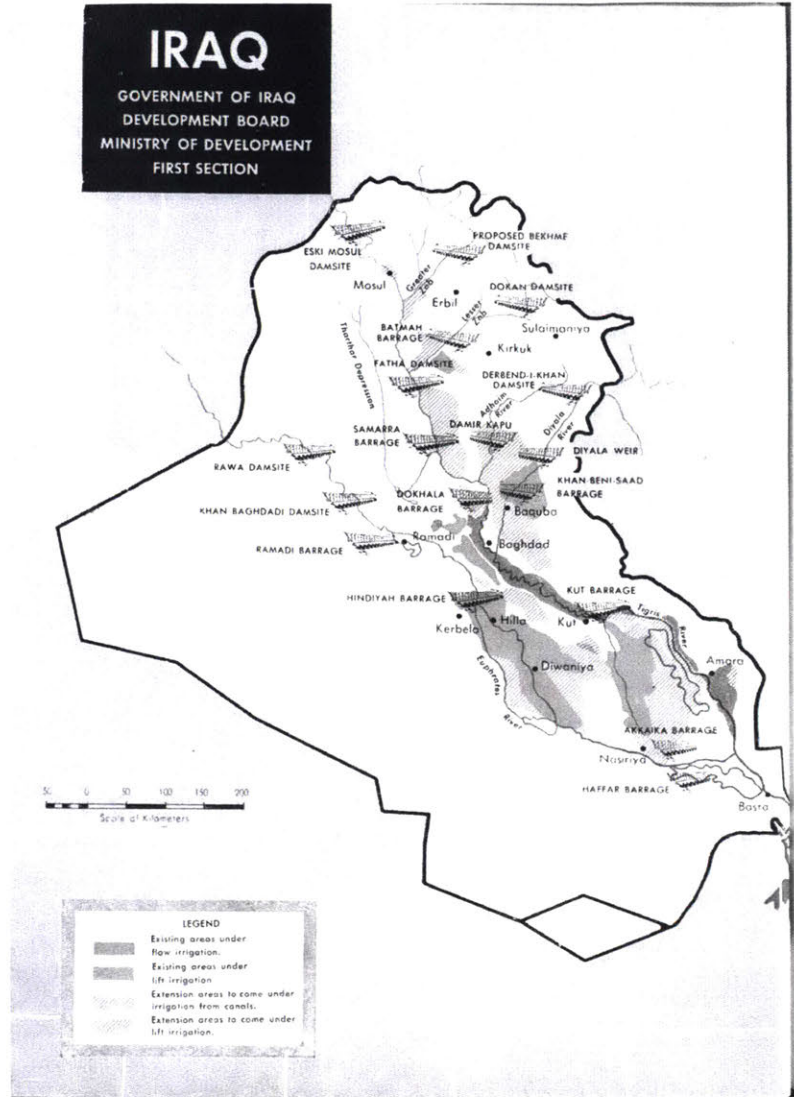 IRAQ
GOVERNMENT OF IRAQ
DEVELOPMENT BOARD
MINISTRY OF DEVELOPMENT
FIRST SECTION
PROPOSED BEKHME
DAMSITE
ESKI MOSUL
DAMSITE
Mosul
Greater
Zab
Erbil
DOKAN DAMSITE
Lesser
Zab
Sulaimaniya
BATMAH
BARRAGE
Kirkuk
Tharthar Depression
FATHA DAMSITE
DERBEND-I-KHAN
DAMSITE
Adhaim
River
Diyala
River
SAMARRA
BARRAGE
DAMIR KAPU
DIYALA WEIR
RAWA DAMSITE
KHAN BENI-SAAD
BARRAGE
DOKHALA
BARRAGE
KHAN BAGHDADI DAMSITE
Baquba
Ramadi
RAMADI BARRAGE
Baghdad
HINDIYAH BARRAGE
KUT BARRAGE
Tigris
River
Kerbela
Hilla
Kut
Diwaniya
Amara
Euphrates
River
AKKAIKA BARRAGE
Nasiriya
HAFFAR BARRAGE
Basra
50 0 50 100 150 200
Scale of Kilometers
LEGEND
Existing areas under
flow irrigation.
Existing areas under
lift irrigation
Extension areas to come under
irrigation from canals.
Extension areas to come under
lift irrigation.